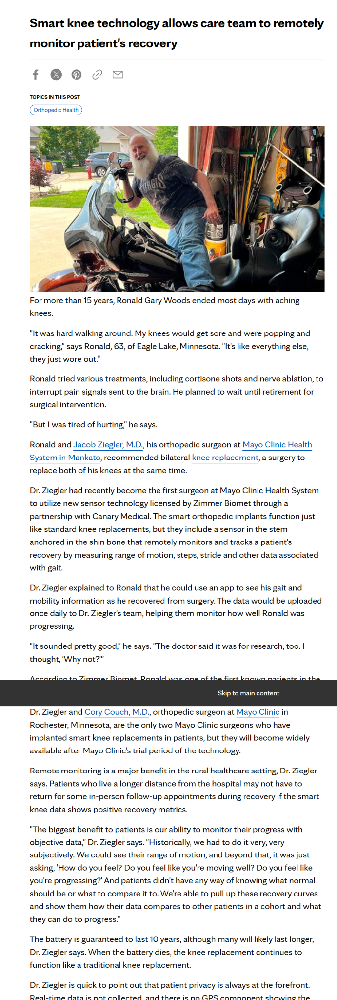 Smart knee technology allows care team to remotely
monitor patient's recovery
TOPICS IN THIS POST
Orthopedic Health
For more than 15 years, Ronald Gary Woods ended most days with aching
knees.
"It was hard walking around. My knees would get sore and were popping and
cracking," says Ronald, 63, of Eagle Lake, Minnesota. "It's like everything else,
they just wore out."
Ronald tried various treatments, including cortisone shots and nerve ablation, to
interrupt pain signals sent to the brain. He planned to wait until retirement for
surgical intervention.
"But I was tired of hurting," he says.
Ronald and Jacob Ziegler, M.D., his orthopedic surgeon at Mayo Clinic Health
System in Mankato, recommended bilateral knee replacement, a surgery to
replace both of his knees at the same time.
Dr. Ziegler had recently become the first surgeon at Mayo Clinic Health System
to utilize new sensor technology licensed by Zimmer Biomet through a
partnership with Canary Medical. The smart orthopedic implants function just
like standard knee replacements, but they include a sensor in the stem
anchored in the shin bone that remotely monitors and tracks a patient's
recovery by measuring range of motion, steps, stride and other data associated
with gait.
Dr. Ziegler explained to Ronald that he could use an app to see his gait and
mobility information as he recovered from surgery. The data would be uploaded
once daily to Dr. Ziegler's team, helping them monitor how well Ronald was
progressing.
"It sounded pretty good," he says. "The doctor said it was for research, too. I
thought, 'Why not?'"
According to Zimmer Biomet, Ronald was one of the first known patients in the
Skip to main content
Dr. Ziegler and Cory Couch, M.D., orthopedic surgeon at Mayo Clinic in
Rochester, Minnesota, are the only two Mayo Clinic surgeons who have
implanted smart knee replacements in patients, but they will become widely
available after Mayo Clinic's trial period of the technology.
Remote monitoring is a major benefit in the rural healthcare setting, Dr. Ziegler
says. Patients who live a longer distance from the hospital may not have to
return for some in-person follow-up appointments during recovery if the smart
knee data shows positive recovery metrics.
"The biggest benefit to patients is our ability to monitor their progress with
objective data," Dr. Ziegler says. "Historically, we had to do it very, very
subjectively. We could see their range of motion, and beyond that, it was just
asking, 'How do you feel? Do you feel like you're moving well? Do you feel like
you're progressing?' And patients didn't have any way of knowing what normal
should be or what to compare it to. We're able to pull up these recovery curves
and show them how their data compares to other patients in a cohort and what
they can do to progress."
The battery is guaranteed to last 10 years, although many will likely last longer,
Dr. Ziegler says. When the battery dies, the knee replacement continues to
function like a traditional knee replacement.
Dr. Ziegler is quick to point out that patient privacy is always at the forefront.
Real-time data is not collected, and there is no GPS component showing the